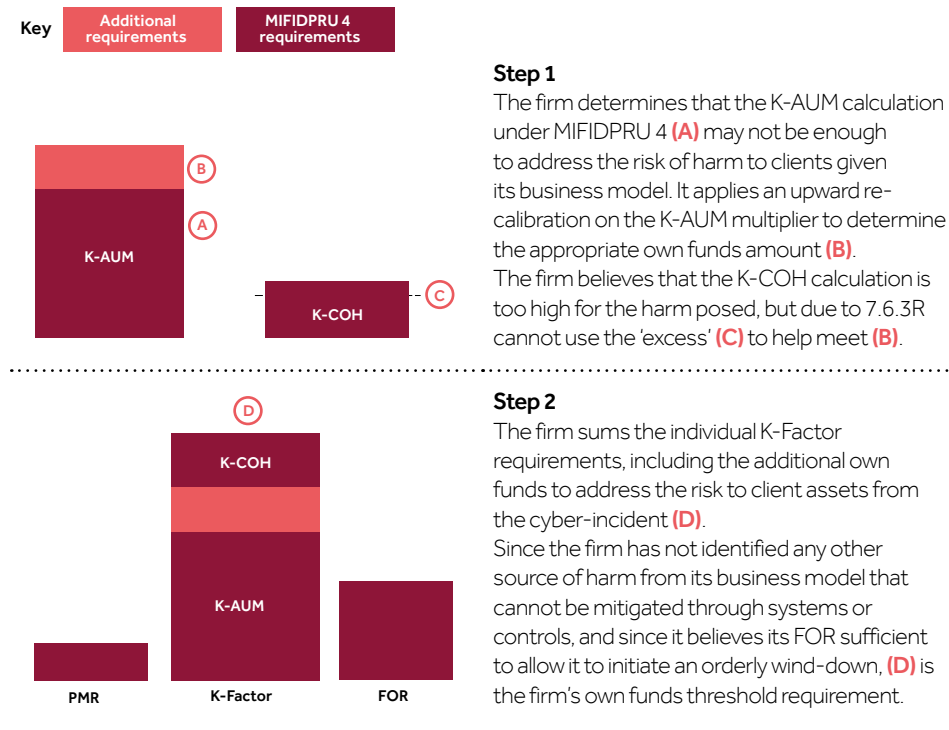 Key
Additional
requirements
MIFIDPRU 4
requirements
B
A
K-AUM
C
K-COH
Step 1
The firm determines that the K-AUM calculation
under MIFIDPRU 4 (A) may not be enough
to address the risk of harm to clients given
its business model. It applies an upward re-
calibration on the K-AUM multiplier to determine
the appropriate own funds amount (B).
The firm believes that the K-COH calculation is
too high for the harm posed, but due to 7.6.3R
cannot use the ‘excess’ (C) to help meet (B).
D
K-COH
K-AUM
PMR
K-Factor
FOR
Step 2
The firm sums the individual K-Factor
requirements, including the additional own
funds to address the risk to client assets from
the cyber-incident (D).
Since the firm has not identified any other
source of harm from its business model that
cannot be mitigated through systems or
controls, and since it believes its FOR sufficient
to allow it to initiate an orderly wind-down, (D) is
the firm’s own funds threshold requirement.